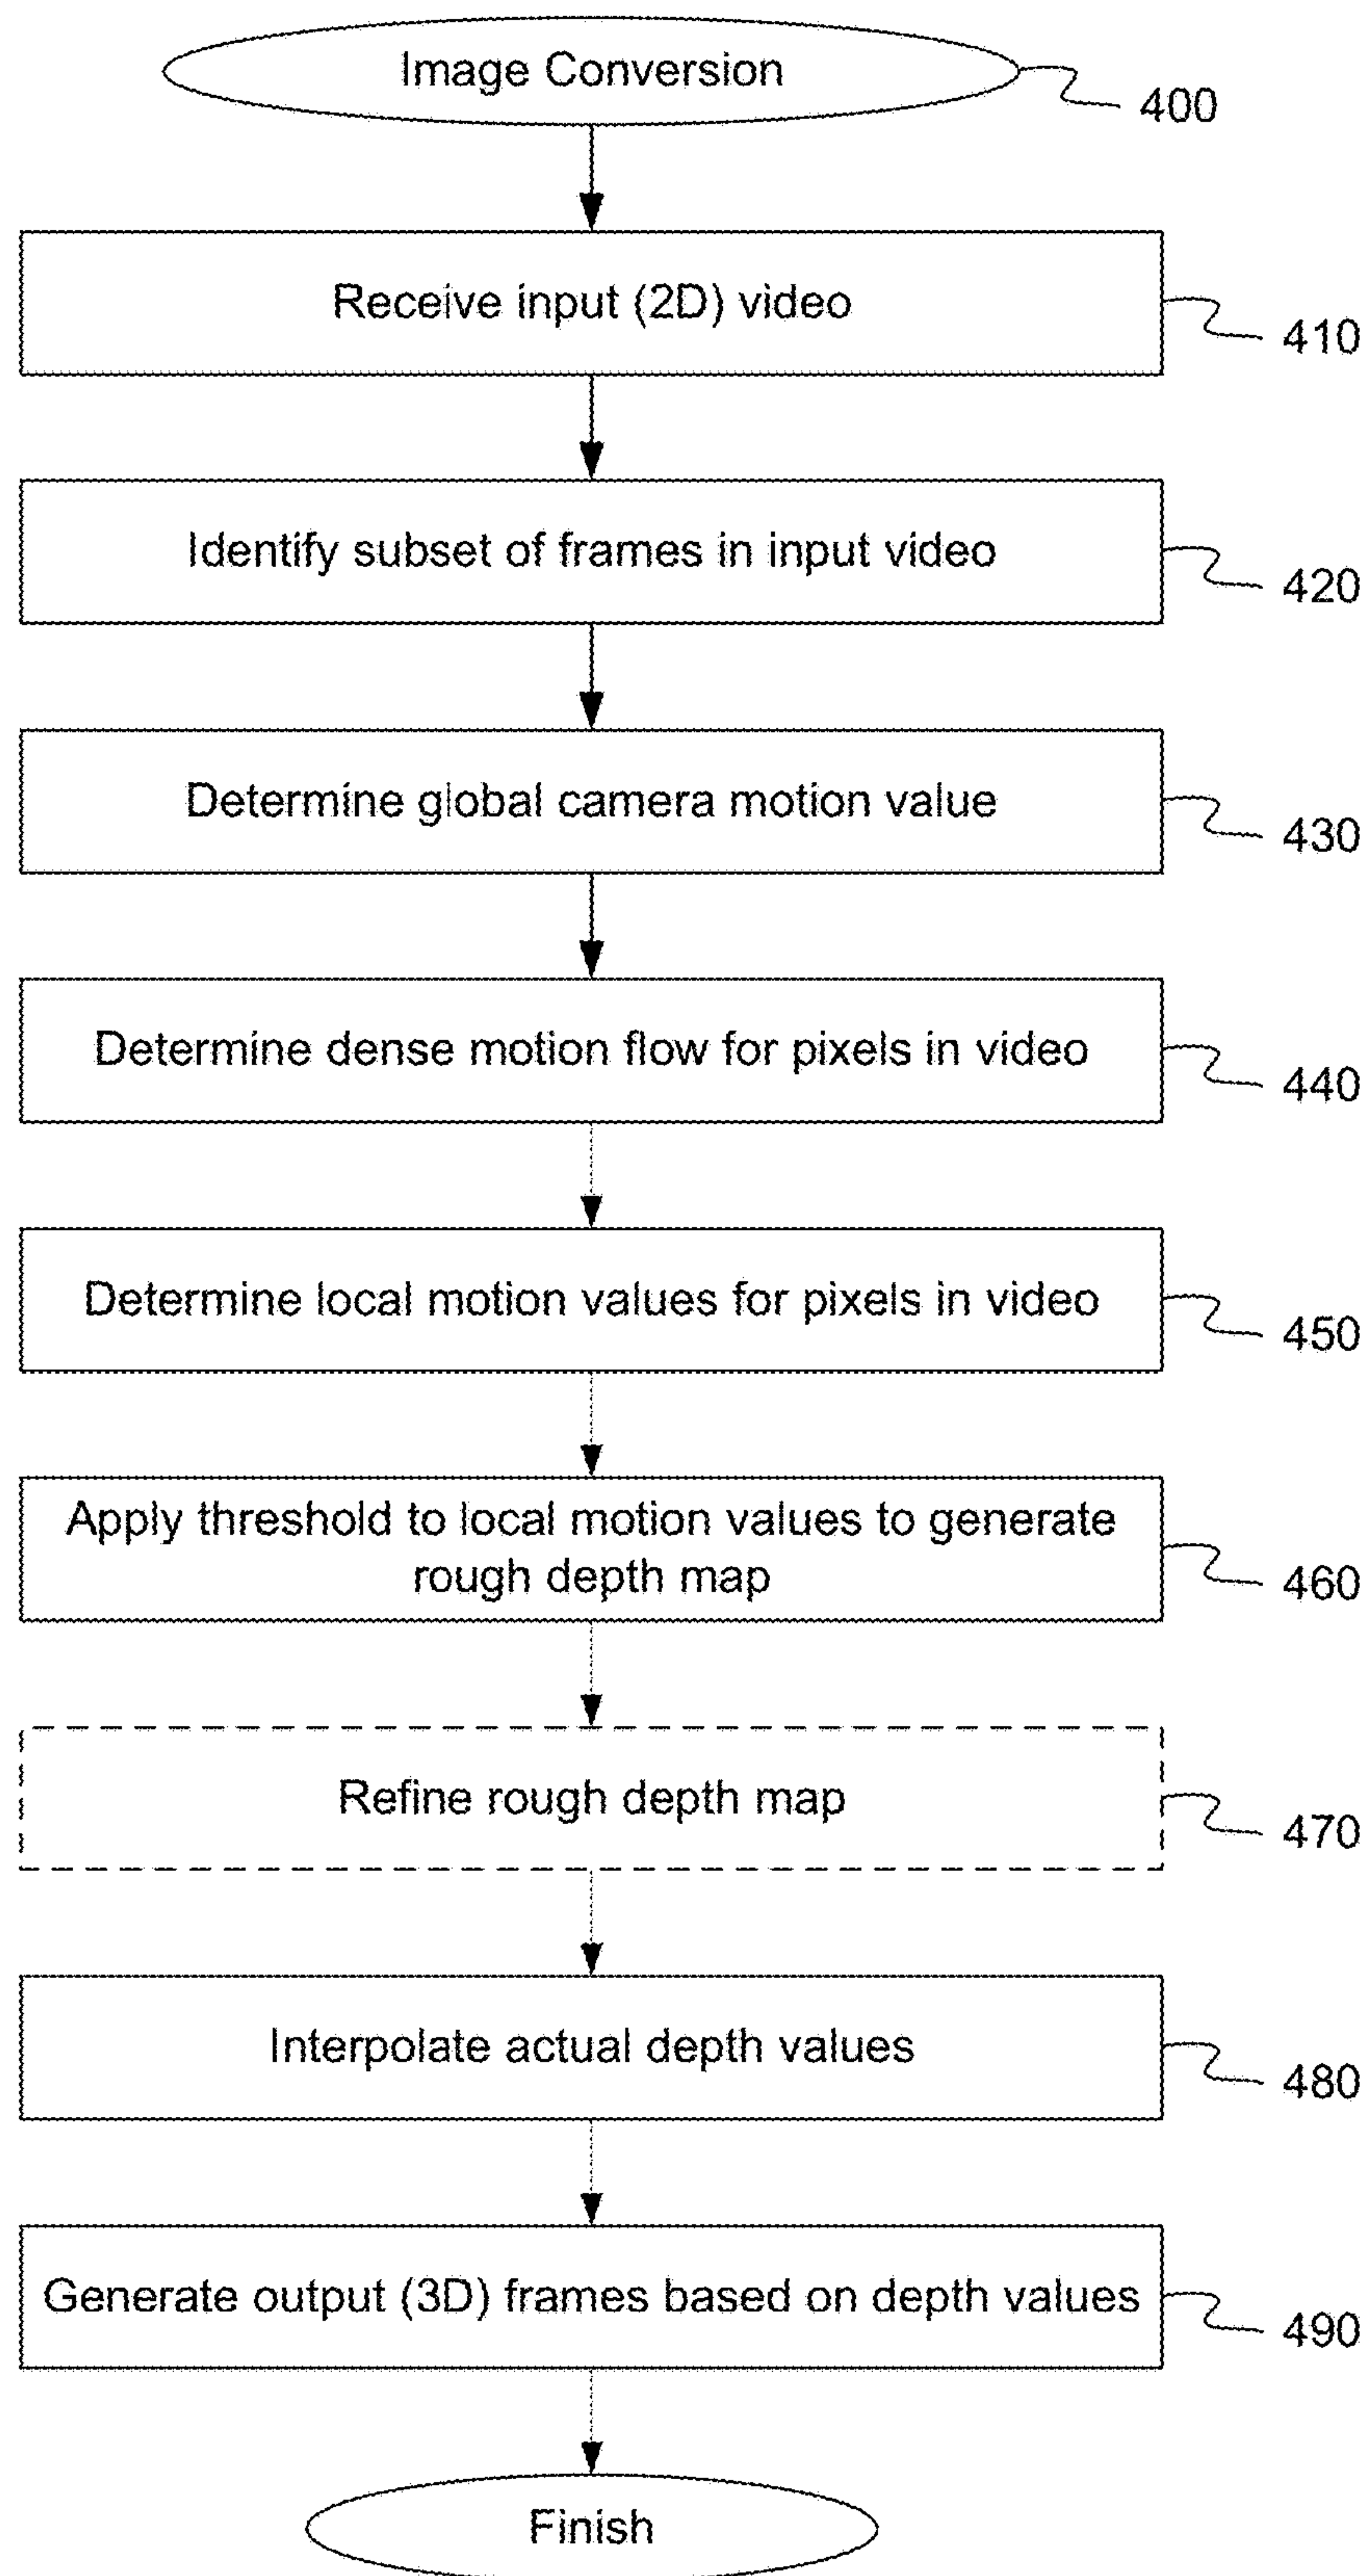 Image Conversion
400
Receive input (2D) video
410
Identify subset of frames in input video
420
Determine global camera motion value
430
Determine dense motion flow for pixels in video
440
Determine local motion values for pixels in video
450
Apply threshold to local motion values to generate
rough depth map
460
Refine rough depth map
470
Interpolate actual depth values
480
Generate output (3D) frames based on depth values
490
Finish